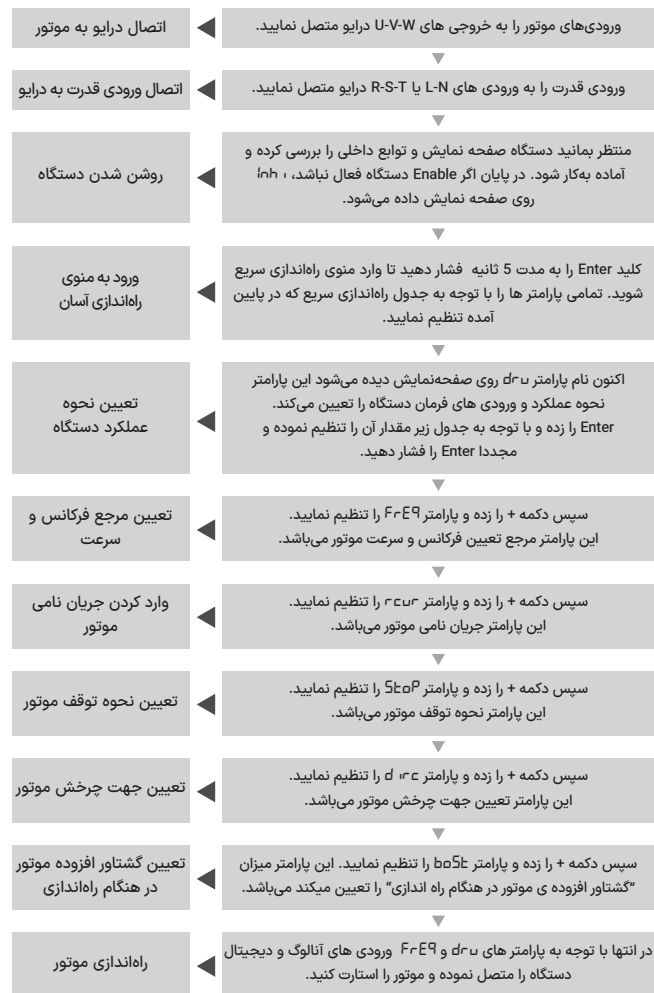 اتصال درایو به موتور
ورودی‌های موتور را به خروجی های U-V-W درایو متصل نمایید.
اتصال ورودی قدرت به درایو
ورودی قدرت را به ورودی های L-N یا R-S-T درایو متصل نمایید.
روشن شدن دستگاه
منتظر بمانید دستگاه صفحه نمایش و توابع داخلی را بررسی کرده و
آماده به‌کار شود. در پایان اگر Enable دستگاه فعال نباشد، Inhi
روی صفحه نمایش داده می‌شود.
ورود به منوی
راه‌اندازی آسان
کلید Enter را به مدت 5 ثانیه فشار دهید تا وارد منوی راه‌اندازی سریع
شوید. تمامی پارامتر ها را با توجه به جدول راه‌اندازی سریع که در پایین
آمده تنظیم نمایید.
تعیین نحوه
عملکرد دستگاه
اکنون نام پارامتر dru روی صفحه‌نمایش دیده می‌شود این پارامتر
نحوه عملکرد و ورودی های فرمان دستگاه را تعیین می‌کند.
Enter را زده و با توجه به جدول زیر مقدار آن را تنظیم نموده و
مجددا Enter را فشار دهید.
تعیین مرجع فرکانس و
سرعت
سپس دکمه + را زده و پارامتر FrEq را تنظیم نمایید.
این پارامتر مرجع تعیین فرکانس و سرعت موتور می‌باشد.
وارد کردن جریان نامی
موتور
سپس دکمه + را زده و پارامتر rcur را تنظیم نمایید.
این پارامتر جریان نامی موتور می‌باشد.
تعیین نحوه توقف موتور
سپس دکمه + را زده و پارامتر StoP را تنظیم نمایید.
این پارامتر نحوه توقف موتور می‌باشد.
تعیین جهت چرخش موتور
سپس دکمه + را زده و پارامتر dirc را تنظیم نمایید.
این پارامتر تعیین جهت چرخش موتور می‌باشد.
تعیین گشتاور افزوده موتور
در هنگام راه‌اندازی
سپس دکمه + را زده و پارامتر boSt را تنظیم نمایید. این پارامتر میزان
"گشتاور افزوده ی موتور در هنگام راه اندازی" را تعیین میکند می‌باشد.
راه‌اندازی موتور
در انتها با توجه به پارامتر های dru و FrEq ورودی های آنالوگ و دیجیتال
دستگاه را متصل نموده و موتور را استارت کنید.